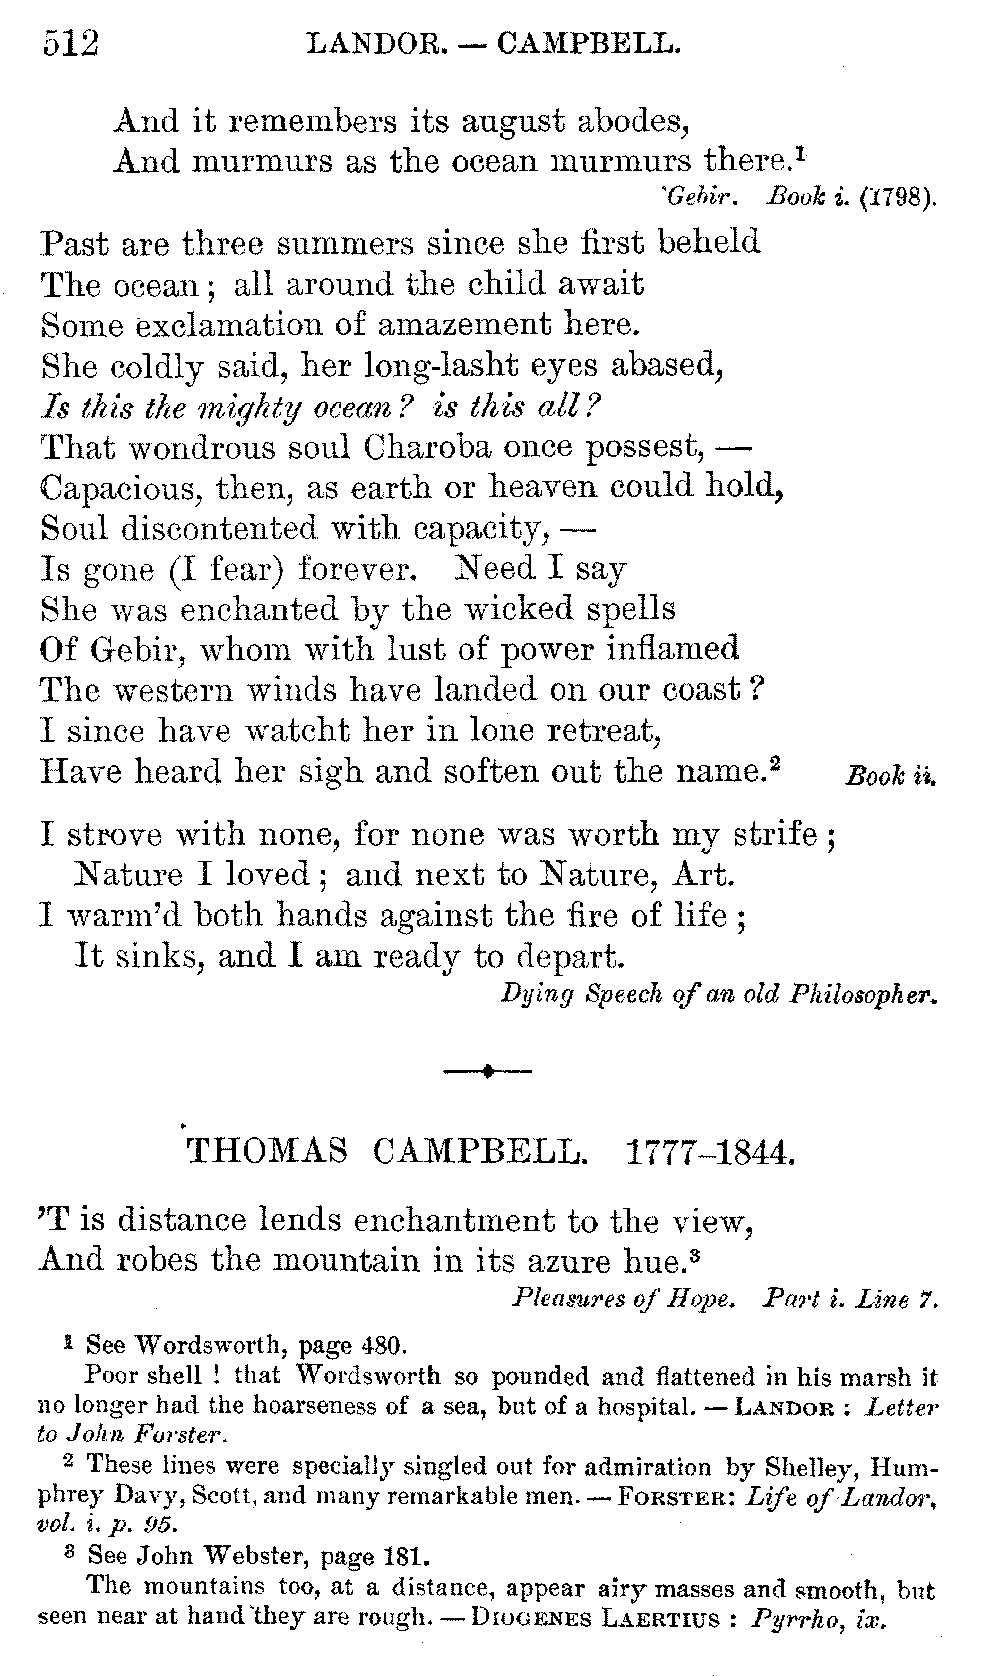 512 LANDOR. — CAMPBELL.
And it remembers its august abodes,
And murmurs as the ocean murmurs there.¹
Gebir. Book i. (1798).
Past are three summers since she first beheld
The ocean; all around the child await
Some exclamation of amazement here.
She coldly said, her long-lasht eyes abased,
Is this the mighty ocean? is this all?
That wondrous soul Charoba once possest, —
Capacious, then, as earth or heaven could hold,
Soul discontented with capacity, —
Is gone (I fear) forever. Need I say
She was enchanted by the wicked spells
Of Gebir, whom with lust of power inflamed
The western winds have landed on our coast?
I since have watcht her in lone retreat,
Have heard her sigh and soften out the name.² Book ii.
I strove with none, for none was worth my strife;
Nature I loved; and next to Nature, Art.
I warm'd both hands against the fire of life;
It sinks, and I am ready to depart.
Dying Speech of an old Philosopher.
THOMAS CAMPBELL. 1777–1844.
'T is distance lends enchantment to the view,
And robes the mountain in its azure hue.³
Pleasures of Hope. Part i. Line 7.
¹ See Wordsworth, page 480.
Poor shell! that Wordsworth so pounded and flattened in his marsh it
no longer had the hoarseness of a sea, but of a hospital. — LANDOR: Letter
to John Forster.
² These lines were specially singled out for admiration by Shelley, Hum-
phrey Davy, Scott, and many remarkable men. — FORSTER: Life of Landor,
vol. i. p. 95.
³ See John Webster, page 181.
The mountains too, at a distance, appear airy masses and smooth, but
seen near at hand they are rough. — DIOGENES LAERTIUS: Pyrrho, ix.